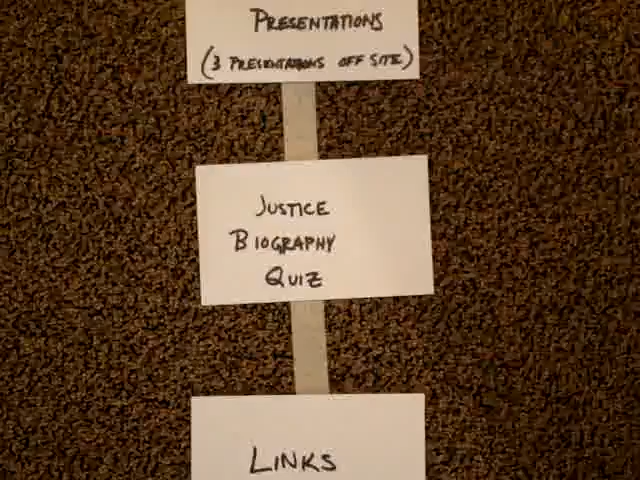 PRESENTATIONS
(3 PRESENTATIONS OFF SITE)
JUSTICE
BIOGRAPHY
QUIZ
LINKS